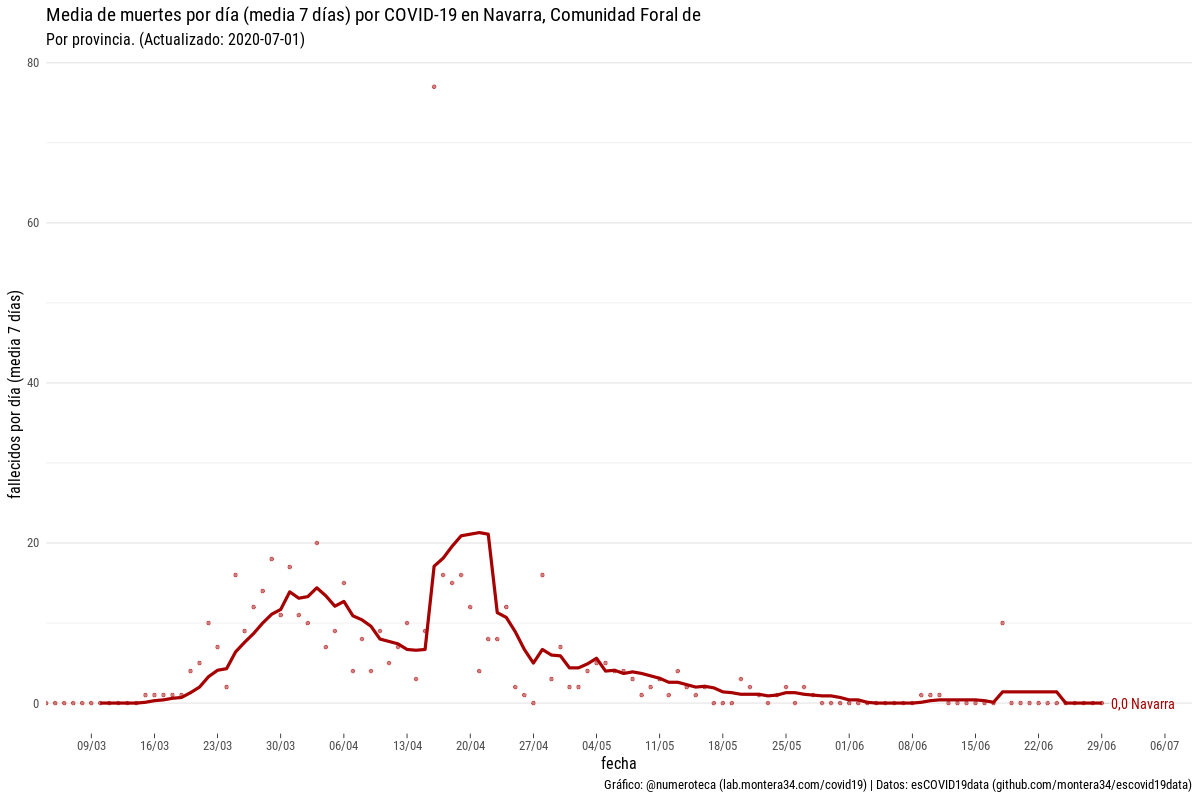 Media de muertes por día (media 7 días) por COVID-19 en Navarra, Comunidad Foral de
Por provincia. (Actualizado: 2020-07-01)
fallecidos por día (media 7 días)
80
60
40
20
0
0,0 Navarra
09/03 16/03 23/03 30/03 06/04 13/04 20/04 27/04 04/05 11/05 18/05 25/05 01/06 08/06 15/06 22/06 29/06 06/07
fecha
Gráfico: @numeroteca (lab.montera34.com/covid19) | Datos: esCOVID19data (github.com/montera34/escovid19data)